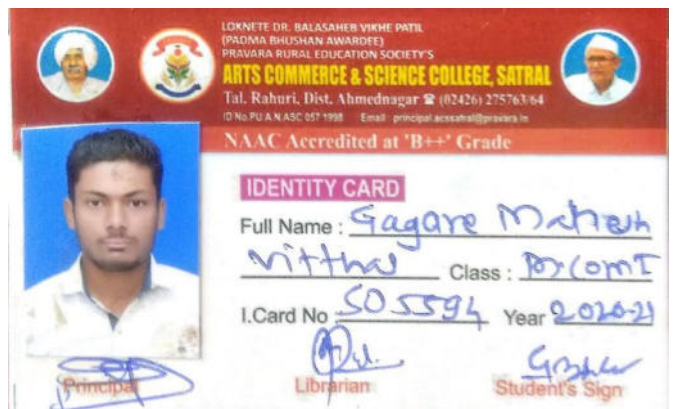 LOKNETE DR. BALASAHEB VIKHE PATIL
(PADMA BHUSHAN AWARDEE)
PRAVARA RURAL EDUCATION SOCIETY'S
ARTS COMMERCE & SCIENCE COLLEGE, SATRAL
Tal. Rahuri, Dist. Ahmednagar ☎ (02426) 275763/64
ID No.PU A.N.ASC 057 1998 Email : principal.acssatral@pravara.in
NAAC Accredited at 'B++' Grade
IDENTITY CARD
Full Name : Gagare Mahesh
Vitthal Class : I
I.Card No SO5594 Year 2020-21
Principal Librarian Student's Sign